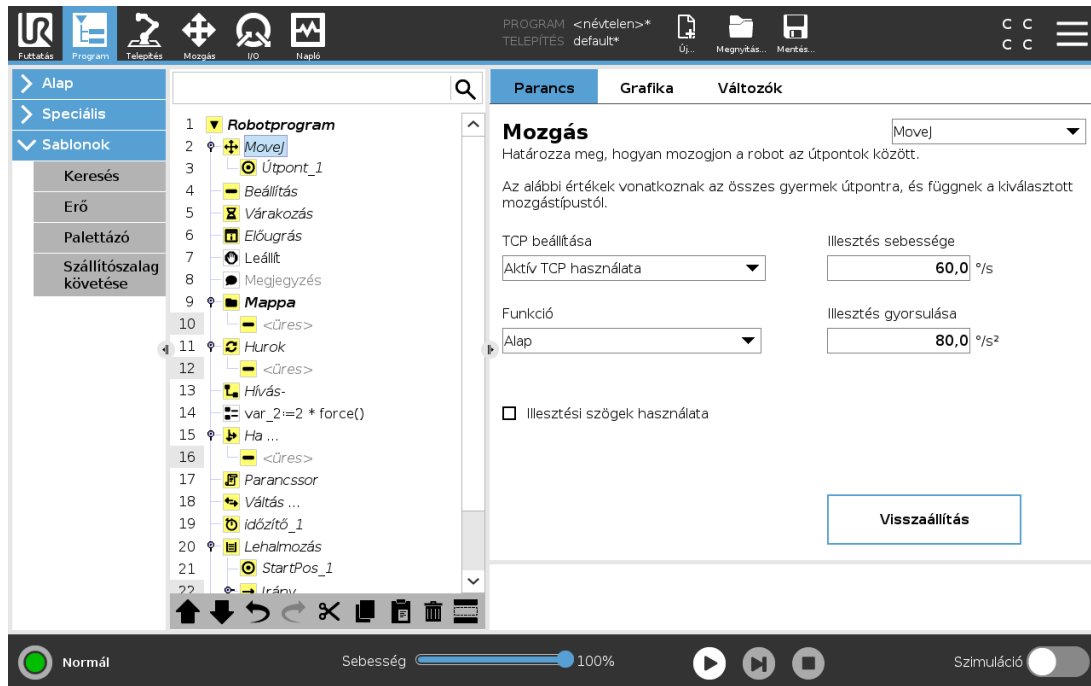 Futtatás Program Telepítés Mozgás I/O Napló
PROGRAM <névtelen>*
TELEPÍTÉS default*
Új... Megnyitás... Mentés...
C C
C C
Alap
Speciális
Sablonok
Keresés
Erő
Palettázó
Szállítószalag
követése
1 Robotprogram
2 MoveJ
3 Útpont_1
4 Beállítás
5 Várakozás
6 Előugrás
7 Leállít
8 Megjegyzés
9 Mappa
10 <üres>
11 Hurok
12 <üres>
13 Hívás-
14 var_2:=2 * force()
15 Ha ...
16 <üres>
17 Parancssor
18 Váltás ...
19 időzítő_1
20 Lehalmozás
21 StartPos_1
22 Irány
Parancs Grafika Változók
Mozgás MoveJ
Határozza meg, hogyan mozogjon a robot az útpontok között.
Az alábbi értékek vonatkoznak az összes gyermek útpontra, és függnek a kiválasztott
mozgástípustól.
TCP beállítása Illesztés sebessége
Aktív TCP használata 60,0 °/s
Funkció Illesztés gyorsulása
Alap 80,0 °/s²
Illesztési szögek használata
Visszaállítás
Normál Sebesség 100% Szimuláció